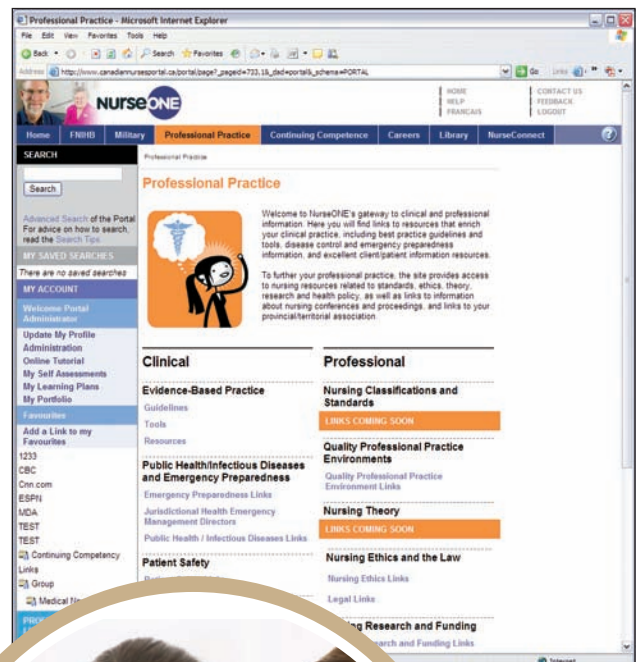 Professional Practice - Microsoft Internet Explorer
File Edit View Favorites Tools Help
Back Search Favorites
Address http://www.canadiannursesportal.ca/portal/page?_pageid=733,1&_dad=portal&_schema=PORTAL Go Links
NURSEONE
HOME
HELP
FRANCAIS
CONTACT US
FEEDBACK
LOGOUT
Home FNIHB Military Professional Practice Continuing Competence Careers Library NurseConnect ?
SEARCH
Search
Advanced Search of the Portal
For advice on how to search,
read the Search Tips
MY SAVED SEARCHES
There are no saved searches
MY ACCOUNT
Welcome Portal
Administrator
Update My Profile
Administration
Online Tutorial
My Self Assessments
My Learning Plans
My Portfolio
Favourites
Add a Link to my
Favourites
1233
CBC
Cnn.com
ESPN
MDA
TEST
TEST
Continuing Competency
Links
Group
Medical
Professional Practice
Professional Practice
Welcome to NurseONE's gateway to clinical and professional
information. Here you will find links to resources that enrich
your clinical practice, including best practice guidelines and
tools, disease control and emergency preparedness
information, and excellent client/patient information resources.
To further your professional practice, the site provides access
to nursing resources related to standards, ethics, theory,
research and health policy, as well as links to information
about nursing conferences and proceedings, and links to your
provincial/territorial association.
Clinical
Evidence-Based Practice
Guidelines
Tools
Resources
Public Health/Infectious Diseases
and Emergency Preparedness
Emergency Preparedness Links
Jurisdictional Health Emergency
Management Directors
Public Health / Infectious Diseases Links
Patient Safety
Professional
Nursing Classifications and
Standards
LINKS COMING SOON
Quality Professional Practice
Environments
Quality Professional Practice
Environment Links
Nursing Theory
LINKS COMING SOON
Nursing Ethics and the Law
Nursing Ethics Links
Legal Links
Research and Funding
and Funding Links
Internet